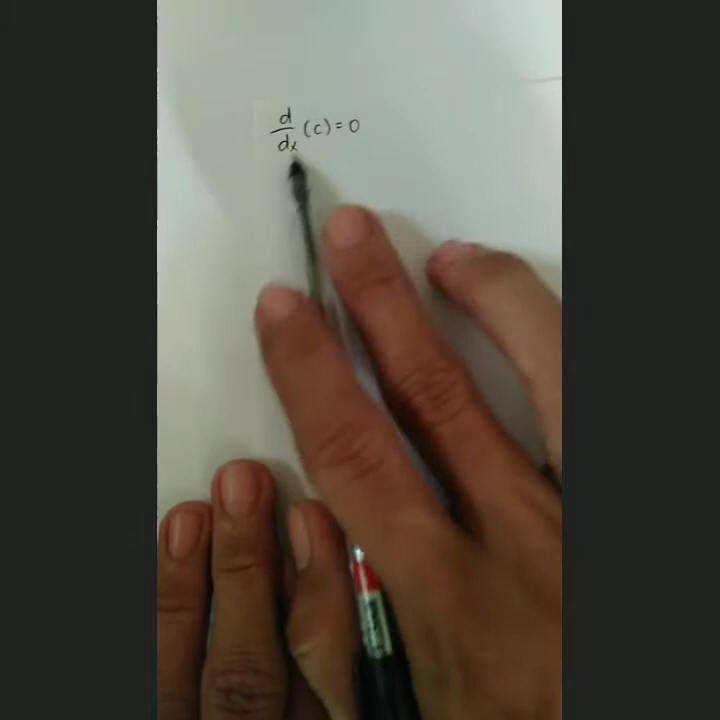 d/dx (c) = 0